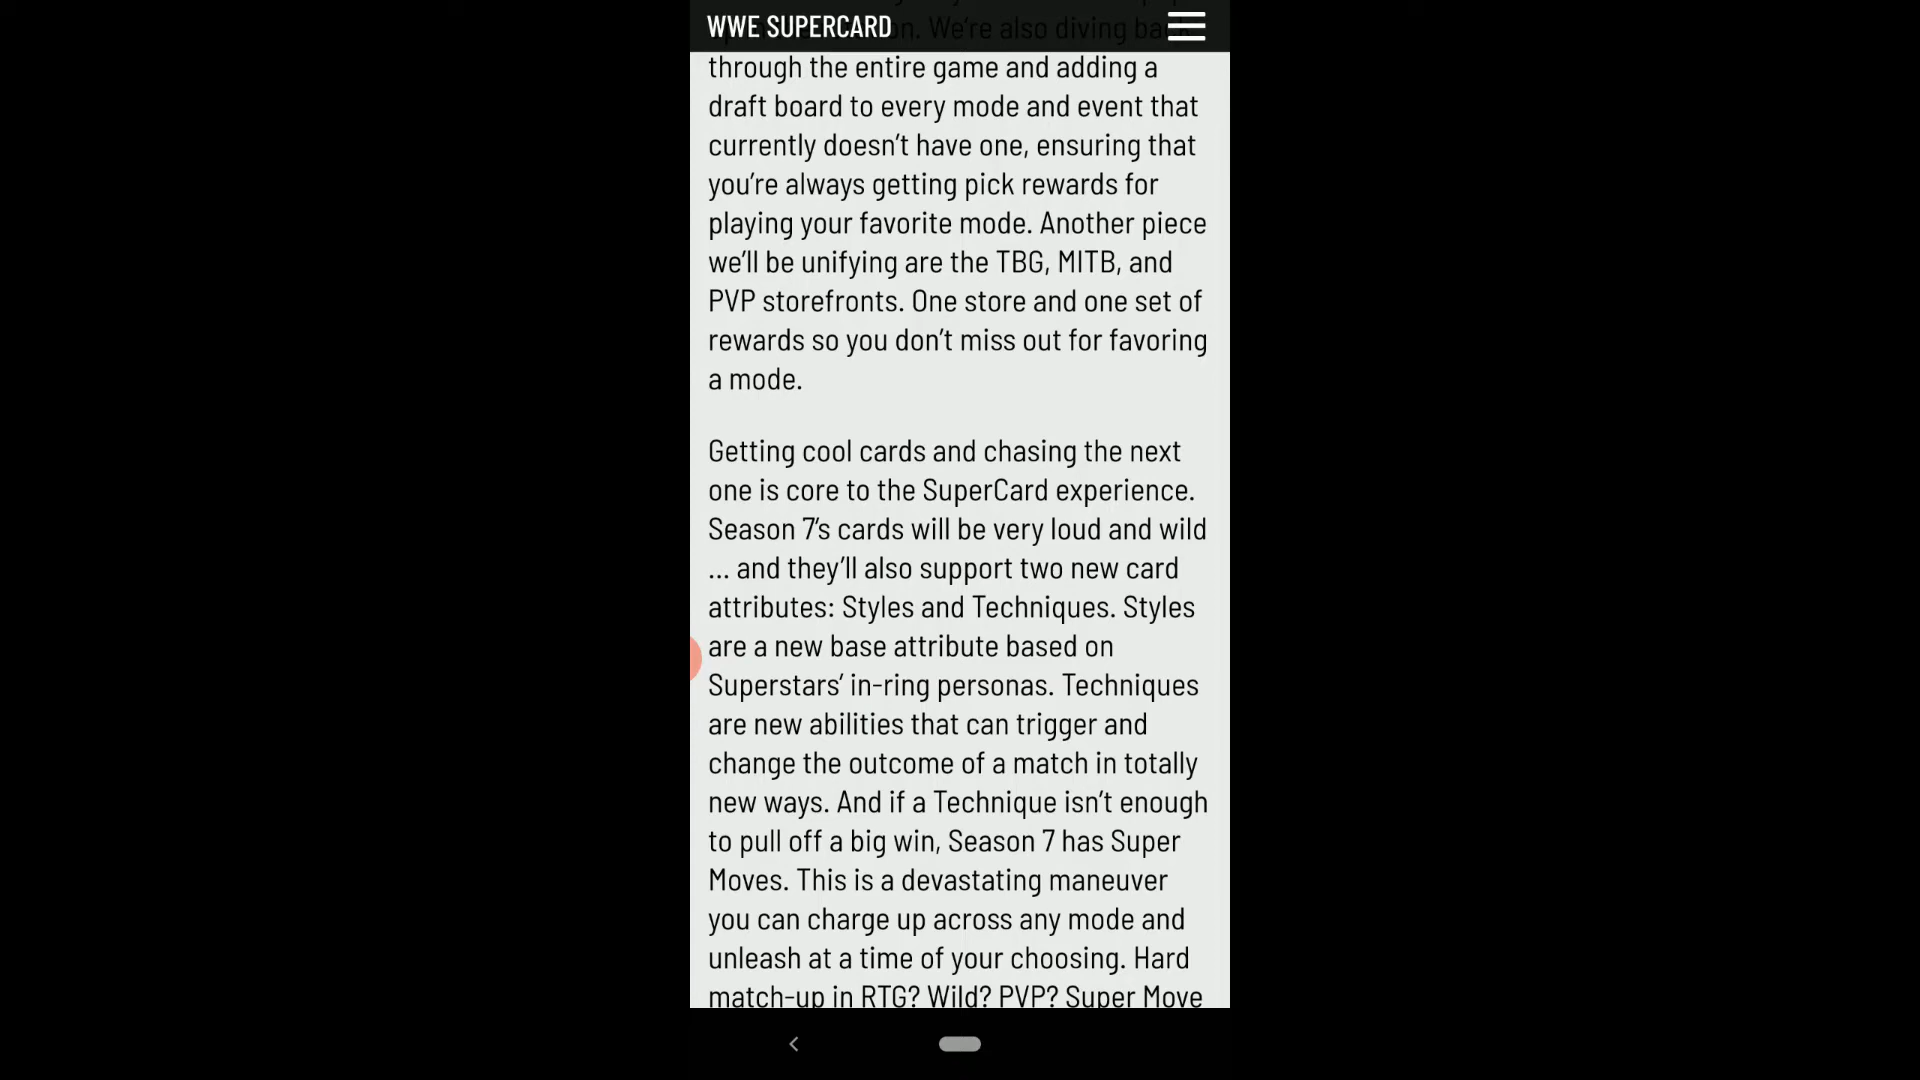 WWE SUPERCARD
on. We're also diving back
through the entire game and adding a
draft board to every mode and event that
currently doesn't have one, ensuring that
you're always getting pick rewards for
playing your favorite mode. Another piece
we'll be unifying are the TBG, MITB, and
PVP storefronts. One store and one set of
rewards so you don't miss out for favoring
a mode.
Getting cool cards and chasing the next
one is core to the SuperCard experience.
Season 7's cards will be very loud and wild
... and they'll also support two new card
attributes: Styles and Techniques. Styles
are a new base attribute based on
Superstars' in-ring personas. Techniques
are new abilities that can trigger and
change the outcome of a match in totally
new ways. And if a Technique isn't enough
to pull off a big win, Season 7 has Super
Moves. This is a devastating maneuver
you can charge up across any mode and
unleash at a time of your choosing. Hard
match-up in RTG? Wild? PVP? Super Move